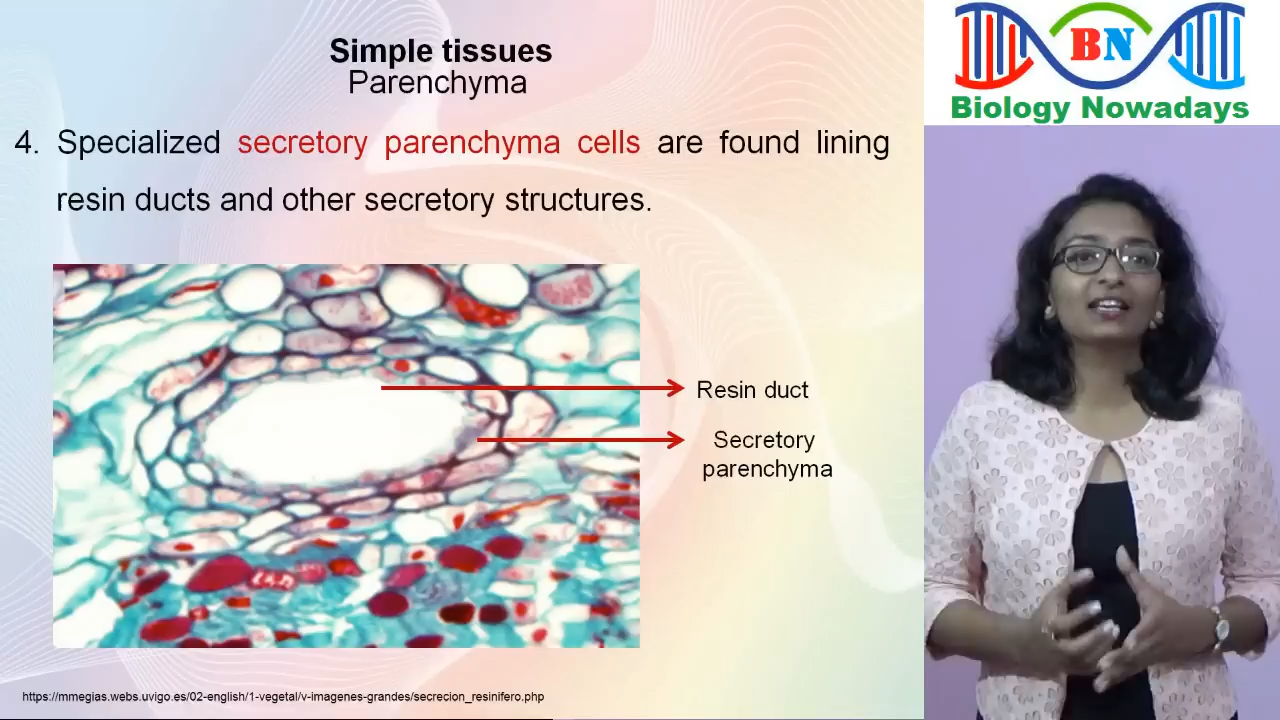 Simple tissues
Parenchyma
4. Specialized secretory parenchyma cells are found lining
resin ducts and other secretory structures.
Resin duct
Secretory
parenchyma
https://mmegias.webs.uvigo.es/02-english/1-vegetal/v-imagenes-grandes/secrecion_resinifero.php
BN
Biology Nowadays